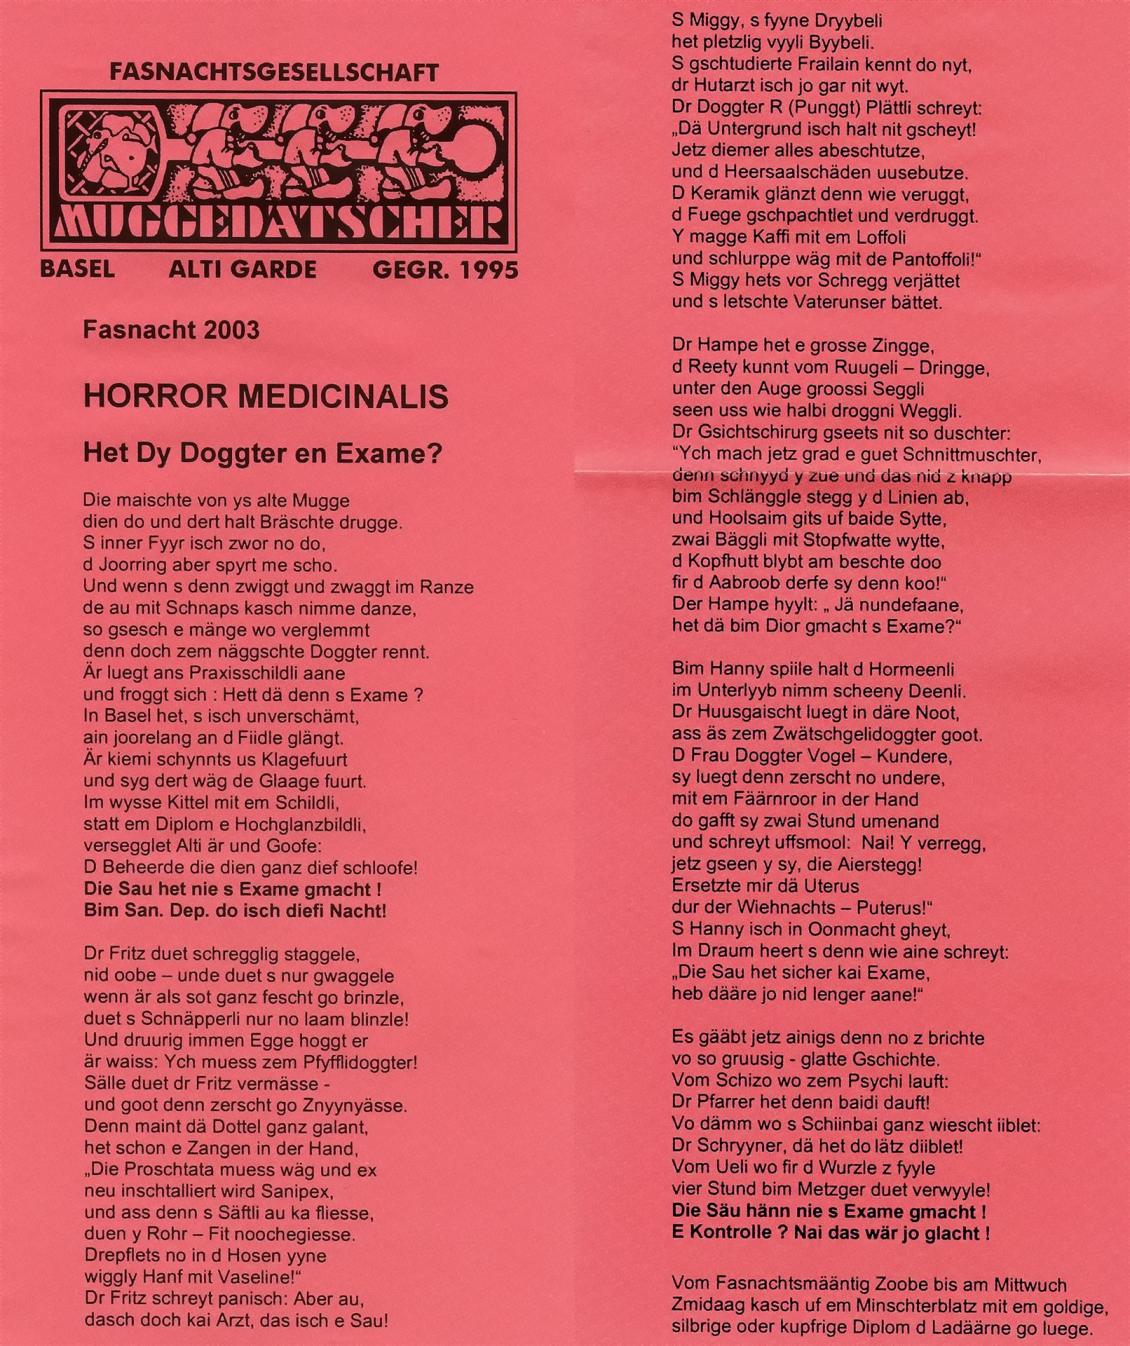 FASNACHTSGESELLSCHAFT
MUGGEDÄTSCHER
BASEL ALTI GARDE GEGR. 1995
Fasnacht 2003
HORROR MEDICINALIS
Het Dy Doggter en Exame?
Die maischte von ys alte Mugge
dien do und dert halt Bräschte drugge.
S inner Fyyr isch zwor no do,
d Joorring aber spyrt me scho.
Und wenn s denn zwiggt und zwaggt im Ranze
de au mit Schnaps kasch nimme danze,
so gsesch e mänge wo verglemmt
denn doch zem näggschte Doggter rennt.
Är luegt ans Praxisschildli aane
und froggt sich : Hett dä denn s Exame ?
In Basel het, s isch unverschämt,
ain joorelang an d Fiidle glängt.
Är kiemi schynnts us Klagefuurt
und syg dert wäg de Glaage fuurt.
Im wysse Kittel mit em Schildli,
statt em Diplom e Hochglanzbildli,
versegglet Alti är und Goofe:
D Beheerde die dien ganz dief schloofe!
Die Sau het nie s Exame gmacht !
Bim San. Dep. do isch diefi Nacht!
Dr Fritz duet schregglig staggele,
nid oobe – unde duet s nur gwaggele
wenn är als sot ganz fescht go brinzle,
duet s Schnäpperli nur no laam blinzle!
Und druurig immen Egge hoggt er
är waiss: Ych muess zem Pfyfflidoggter!
Sälle duet dr Fritz vermässe -
und goot denn zerscht go Znyynyässe.
Denn maint dä Dottel ganz galant,
het schon e Zangen in der Hand,
„Die Proschtata muess wäg und ex
neu inschtalliert wird Sanipex,
und ass denn s Säftli au ka fliesse,
duen y Rohr – Fit noochegiesse.
Drepflets no in d Hosen yyne
wiggly Hanf mit Vaseline!“
Dr Fritz schreyt panisch: Aber au,
dasch doch kai Arzt, das isch e Sau!
S Miggy, s fyyne Dryybeli
het pletzlig vyyli Byybeli.
S gschtudierte Frailain kennt do nyt,
dr Hutarzt isch jo gar nit wyt.
Dr Doggter R (Punggt) Plättli schreyt:
„Dä Untergrund isch halt nit gscheyt!
Jetz diemer alles abeschtutze,
und d Heersaalschäden uusebutze.
D Keramik glänzt denn wie veruggt,
d Fuege gschpachtlet und verdruggt.
Y magge Kaffi mit em Loffoli
und schlurppe wäg mit de Pantoffoli!“
S Miggy hets vor Schregg verjättet
und s letschte Vaterunser bättet.
Dr Hampe het e grosse Zingge,
d Reety kunnt vom Ruugeli – Dringge,
unter den Auge groossi Seggli
seen uss wie halbi droggni Weggli.
Dr Gsichtschirurg gseets nit so duschter:
“Ych mach jetz grad e guet Schnittmuschter,
denn schnyyd y zue und das nid z knapp
bim Schlänggle stegg y d Linien ab,
und Hoolsaim gits uf baide Sytte,
zwai Bäggli mit Stopfwatte wytte,
d Kopfhutt blybt am beschte doo
fir d Aabroob derfe sy denn koo!“
Der Hampe hyylt: „ Jä nundefaane,
het dä bim Dior gmacht s Exame?“
Bim Hanny spiile halt d Hormeenli
im Unterlyyb nimm scheeny Deenli.
Dr Huusgaischt luegt in däre Noot,
ass äs zem Zwätschgelidoggter goot.
D Frau Doggter Vogel – Kundere,
sy luegt denn zerscht no undere,
mit em Fäärnroor in der Hand
do gafft sy zwai Stund umenand
und schreyt uffsmool: Nai! Y verregg,
jetz gseen y sy, die Aierstegg!
Ersetzte mir dä Uterus
dur der Wiehnachts – Puterus!“
S Hanny isch in Oonmacht gheyt,
Im Draum heert s denn wie aine schreyt:
„Die Sau het sicher kai Exame,
heb dääre jo nid lenger aane!“
Es gääbt jetz ainigs denn no z brichte
vo so gruusig - glatte Gschichte.
Vom Schizo wo zem Psychi lauft:
Dr Pfarrer het denn baidi dauft!
Vo dämm wo s Schiinbai ganz wiescht iiblet:
Dr Schryyner, dä het do lätz diiblet!
Vom Ueli wo fir d Wurzle z fyyle
vier Stund bim Metzger duet verwyyle!
Die Säu hänn nie s Exame gmacht !
E Kontrolle ? Nai das wär jo glacht !
Vom Fasnachtsmääntig Zoobe bis am Mittwuch
Zmidaag kasch uf em Minschterblatz mit em goldige,
silbrige oder kupfrige Diplom d Ladäärne go luege.